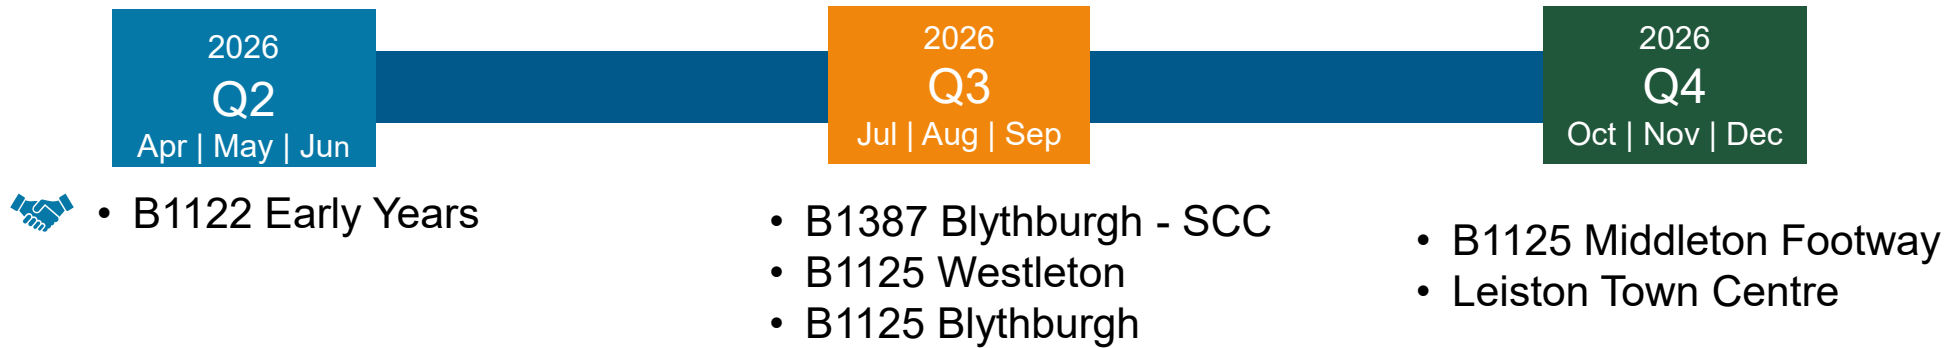 2026
Q2
Apr | May | Jun
• B1122 Early Years
2026
Q3
Jul | Aug | Sep
• B1387 Blythburgh - SCC
• B1125 Westleton
• B1125 Blythburgh
2026
Q4
Oct | Nov | Dec
• B1125 Middleton Footway
• Leiston Town Centre